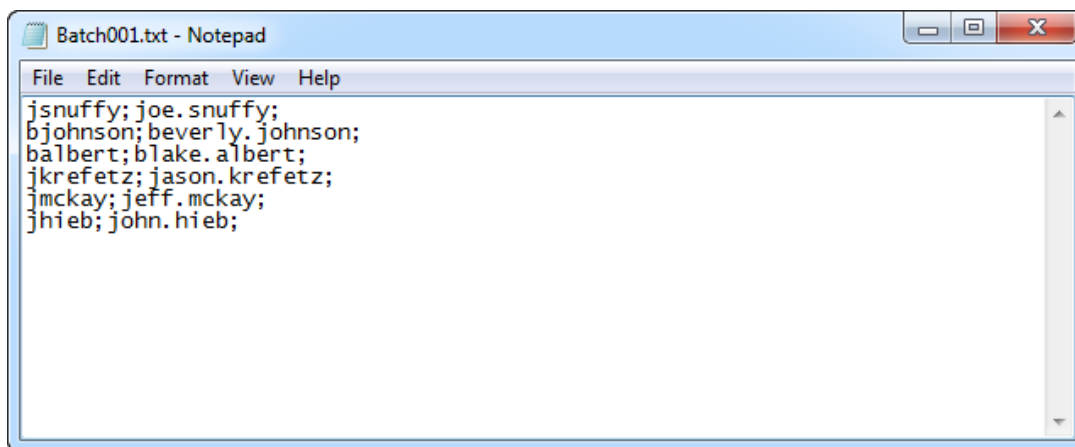 Batch001.txt - Notepad
File Edit Format View Help
jsnuffy;joe.snuffy;
bjohnson;beverly.johnson;
balbert;blake.albert;
jkrefetz;jason.krefetz;
jmckay;jeff.mckay;
jhieb;john.hieb;